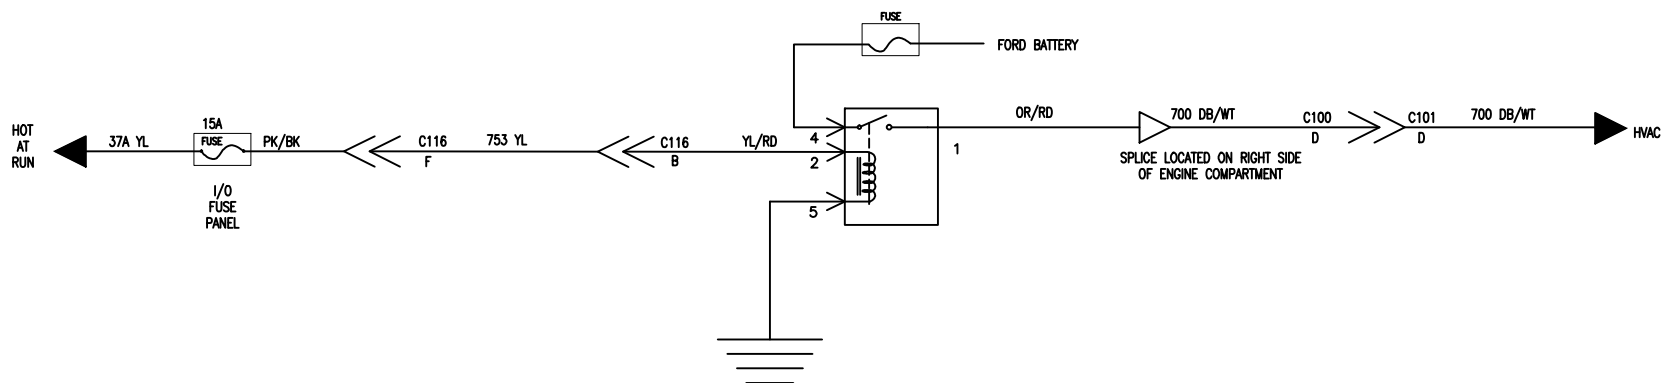 FUSE
FORD BATTERY
HOT
AT
RUN
37A YL
15A
FUSE
I/O
FUSE
PANEL
PK/BK
C116
F
753 YL
C116
B
YL/RD
4
2
5
1
OR/RD
700 DB/WT
SPLICE LOCATED ON RIGHT SIDE
OF ENGINE COMPARTMENT
C100
D
C101
D
700 DB/WT
HVAC